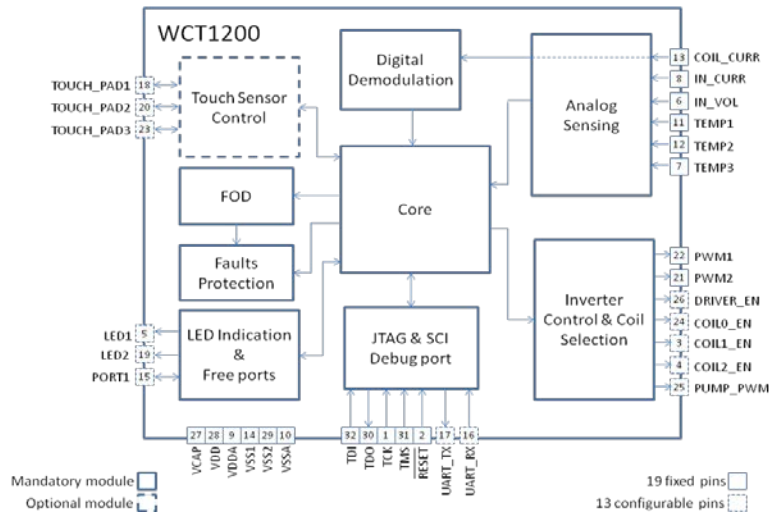 WCT1200
Digital
Demodulation
Touch Sensor
Control
Analog
Sensing
TOUCH_PAD1 18
TOUCH_PAD2 20
TOUCH_PAD3 23
13 COIL_CURR
8 IN_CURR
6 IN_VOL
11 TEMP1
12 TEMP2
7 TEMP3
FOD
Core
Faults
Protection
Inverter
Control & Coil
Selection
22 PWM1
21 PWM2
26 DRIVER_EN
24 COIL0_EN
3 COIL1_EN
4 COIL2_EN
25 PUMP_PWM
LED1 5
LED2 19
PORT1 15
LED Indication
&
Free ports
JTAG & SCI
Debug port
27 28 9 14 29 10
VCAP
VDD
VDDA
VSS1
VSS2
VSSA
32 30 1 31 2 17 16
TDI
TDO
TCK
TMS
RESET
UART_TX
UART_RX
Mandatory module
Optional module
19 fixed pins
13 configurable pins